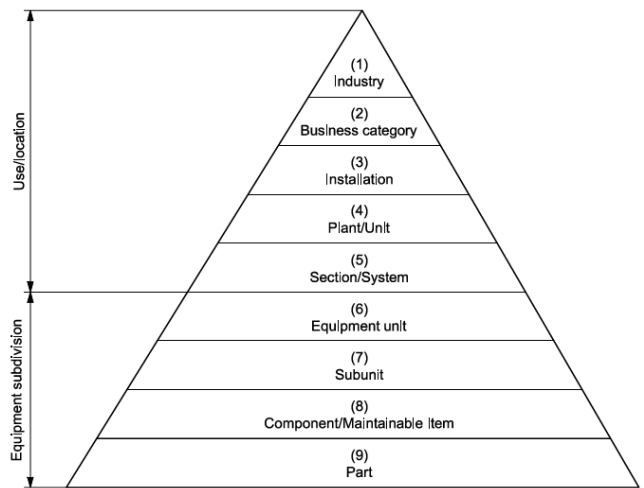 Use/location
Equipment subdivision
(1)
Industry
(2)
Business category
(3)
Installation
(4)
Plant/Unit
(5)
Section/System
(6)
Equipment unit
(7)
Subunit
(8)
Component/Maintainable item
(9)
Part